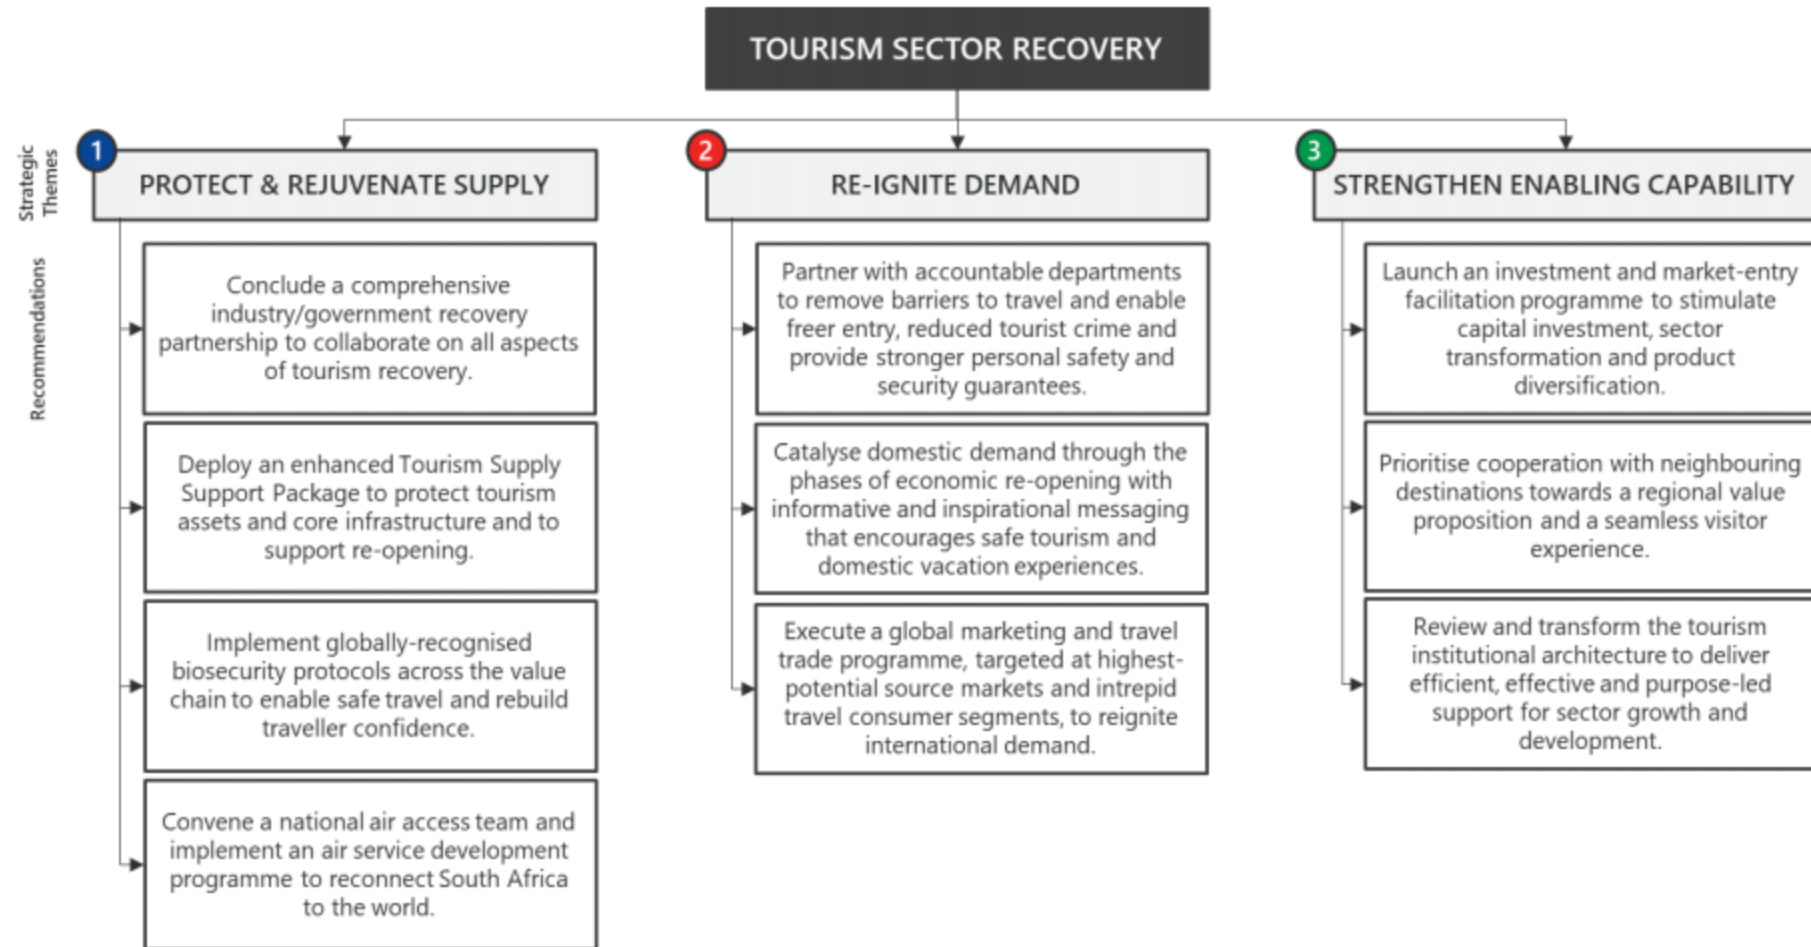 TOURISM SECTOR RECOVERY
Strategic
Themes
1
PROTECT & REJUVENATE SUPPLY
2
RE-IGNITE DEMAND
3
STRENGTHEN ENABLING CAPABILITY
Recommendations
Conclude a comprehensive
industry/government recovery
partnership to collaborate on all aspects
of tourism recovery.
Deploy an enhanced Tourism Supply
Support Package to protect tourism
assets and core infrastructure and to
support re-opening.
Implement globally-recognised
biosecurity protocols across the value
chain to enable safe travel and rebuild
traveller confidence.
Convene a national air access team and
implement an air service development
programme to reconnect South Africa
to the world.
Partner with accountable departments
to remove barriers to travel and enable
freer entry, reduced tourist crime and
provide stronger personal safety and
security guarantees.
Catalyse domestic demand through the
phases of economic re-opening with
informative and inspirational messaging
that encourages safe tourism and
domestic vacation experiences.
Execute a global marketing and travel
trade programme, targeted at highest-
potential source markets and intrepid
travel consumer segments, to reignite
international demand.
Launch an investment and market-entry
facilitation programme to stimulate
capital investment, sector
transformation and product
diversification.
Prioritise cooperation with neighbouring
destinations towards a regional value
proposition and a seamless visitor
experience.
Review and transform the tourism
institutional architecture to deliver
efficient, effective and purpose-led
support for sector growth and
development.